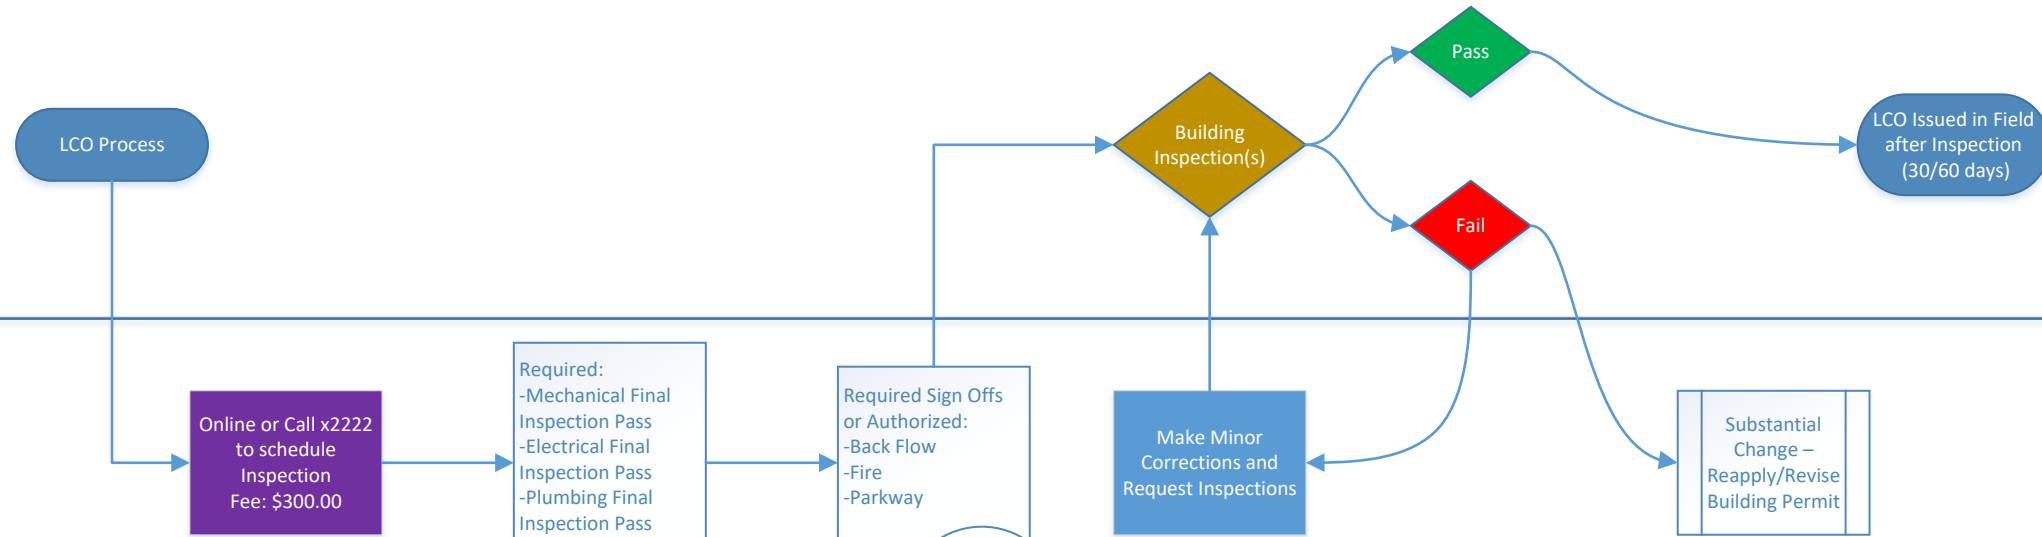 LCO Process
Building
Inspection(s)
Pass
Fail
LCO Issued in Field
after Inspection
(30/60 days)
Online or Call x2222
to schedule
Inspection
Fee: $300.00
Required:
-Mechanical Final
Inspection Pass
-Electrical Final
Inspection Pass
-Plumbing Final
Inspection Pass
Required Sign Offs
or Authorized:
-Back Flow
-Fire
-Parkway
Make Minor
Corrections and
Request Inspections
Substantial
Change –
Reapply/Revise
Building Permit